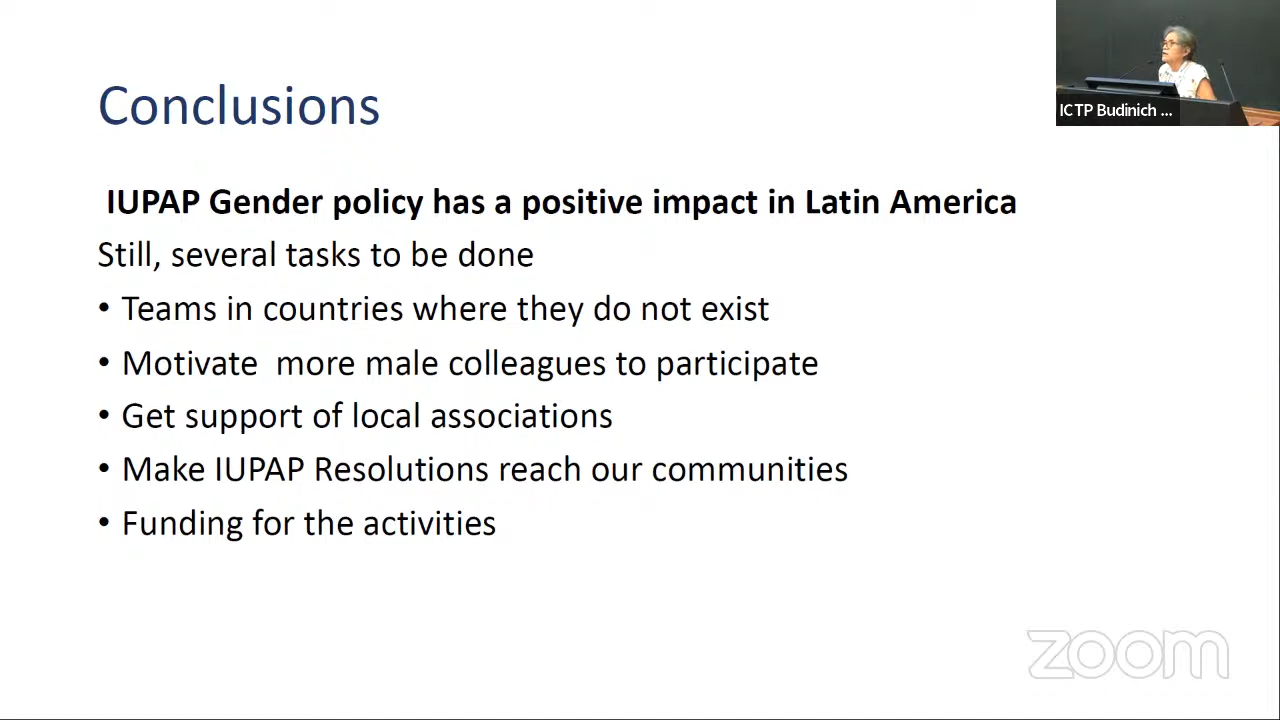 Conclusions
ICTP Budinich ...
IUPAP Gender policy has a positive impact in Latin America
Still, several tasks to be done
• Teams in countries where they do not exist
• Motivate  more male colleagues to participate
• Get support of local associations
• Make IUPAP Resolutions reach our communities
• Funding for the activities
zoom